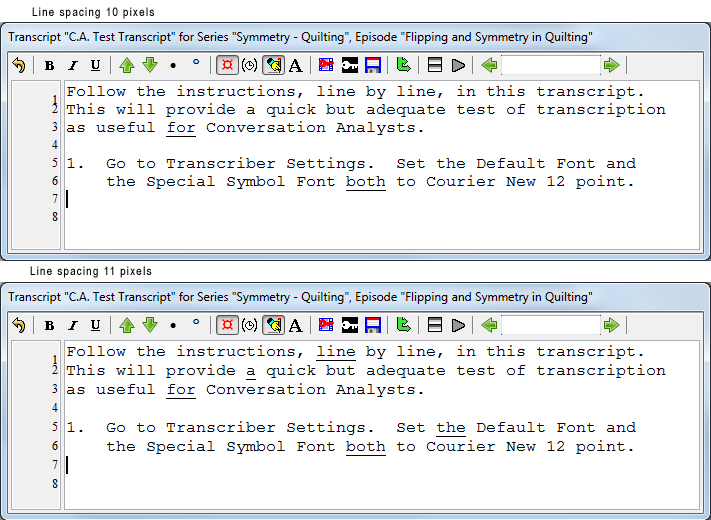 Line spacing 10 pixels
Transcript "C.A. Test Transcript" for Series "Symmetry - Quilting", Episode "Flipping and Symmetry in Quilting"
B I U A
1 Follow the instructions, line by line, in this transcript.
2 This will provide a quick but adequate test of transcription
3 as useful for Conversation Analysts.
4
5 1. Go to Transcriber Settings. Set the Default Font and
6 the Special Symbol Font both to Courier New 12 point.
7
8
Line spacing 11 pixels
Transcript "C.A. Test Transcript" for Series "Symmetry - Quilting", Episode "Flipping and Symmetry in Quilting"
B I U A
1 Follow the instructions, line by line, in this transcript.
2 This will provide a quick but adequate test of transcription
3 as useful for Conversation Analysts.
4
5 1. Go to Transcriber Settings. Set the Default Font and
6 the Special Symbol Font both to Courier New 12 point.
7
8